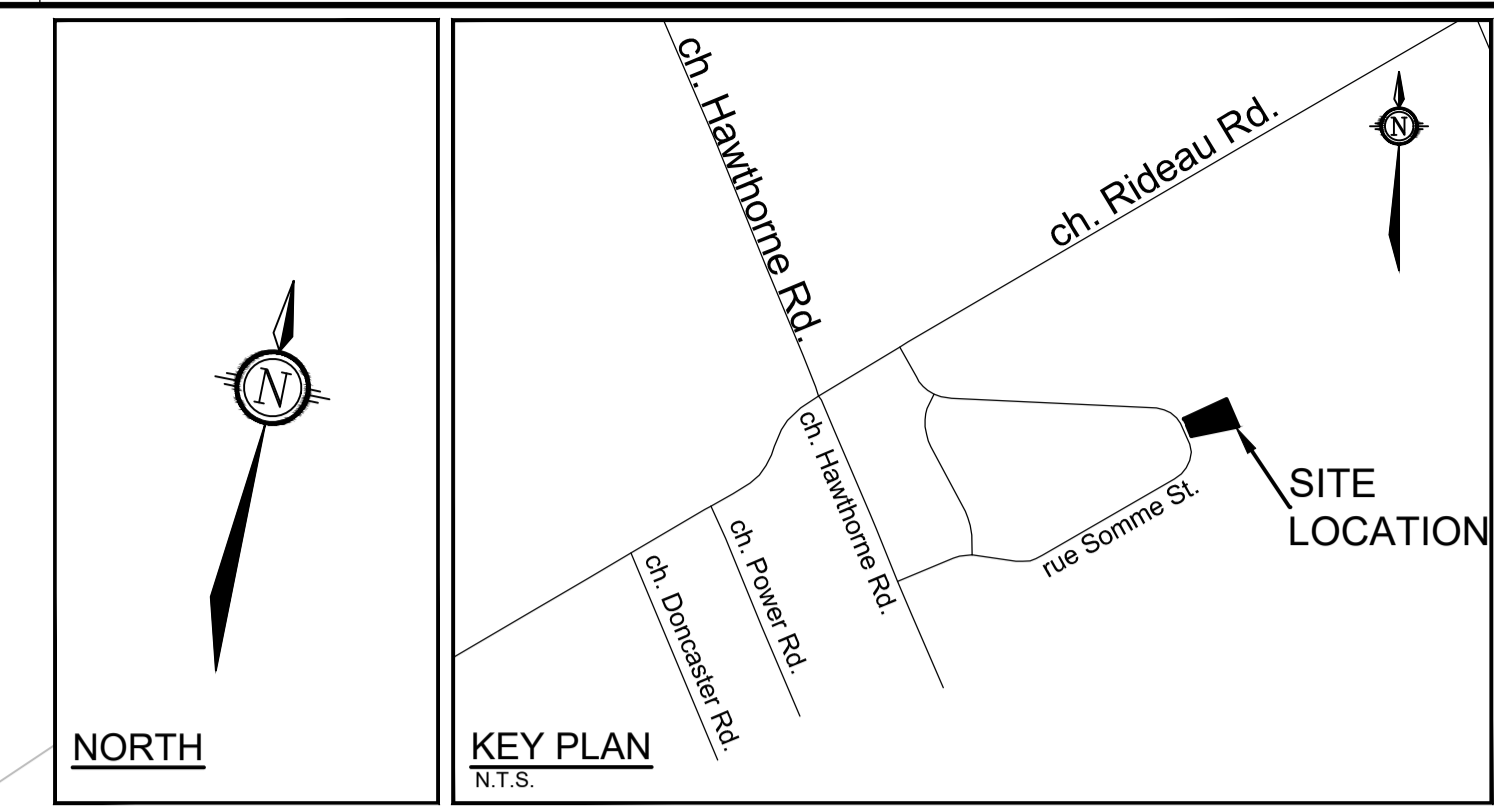 N
NORTH
ch. Hawthorne Rd.
ch. Rideau Rd.
N
ch. Hawthorne Rd.
rue Somme St.
SITE
LOCATION
ch. Power Rd.
ch. Doncaster Rd.
KEY PLAN
N.T.S.